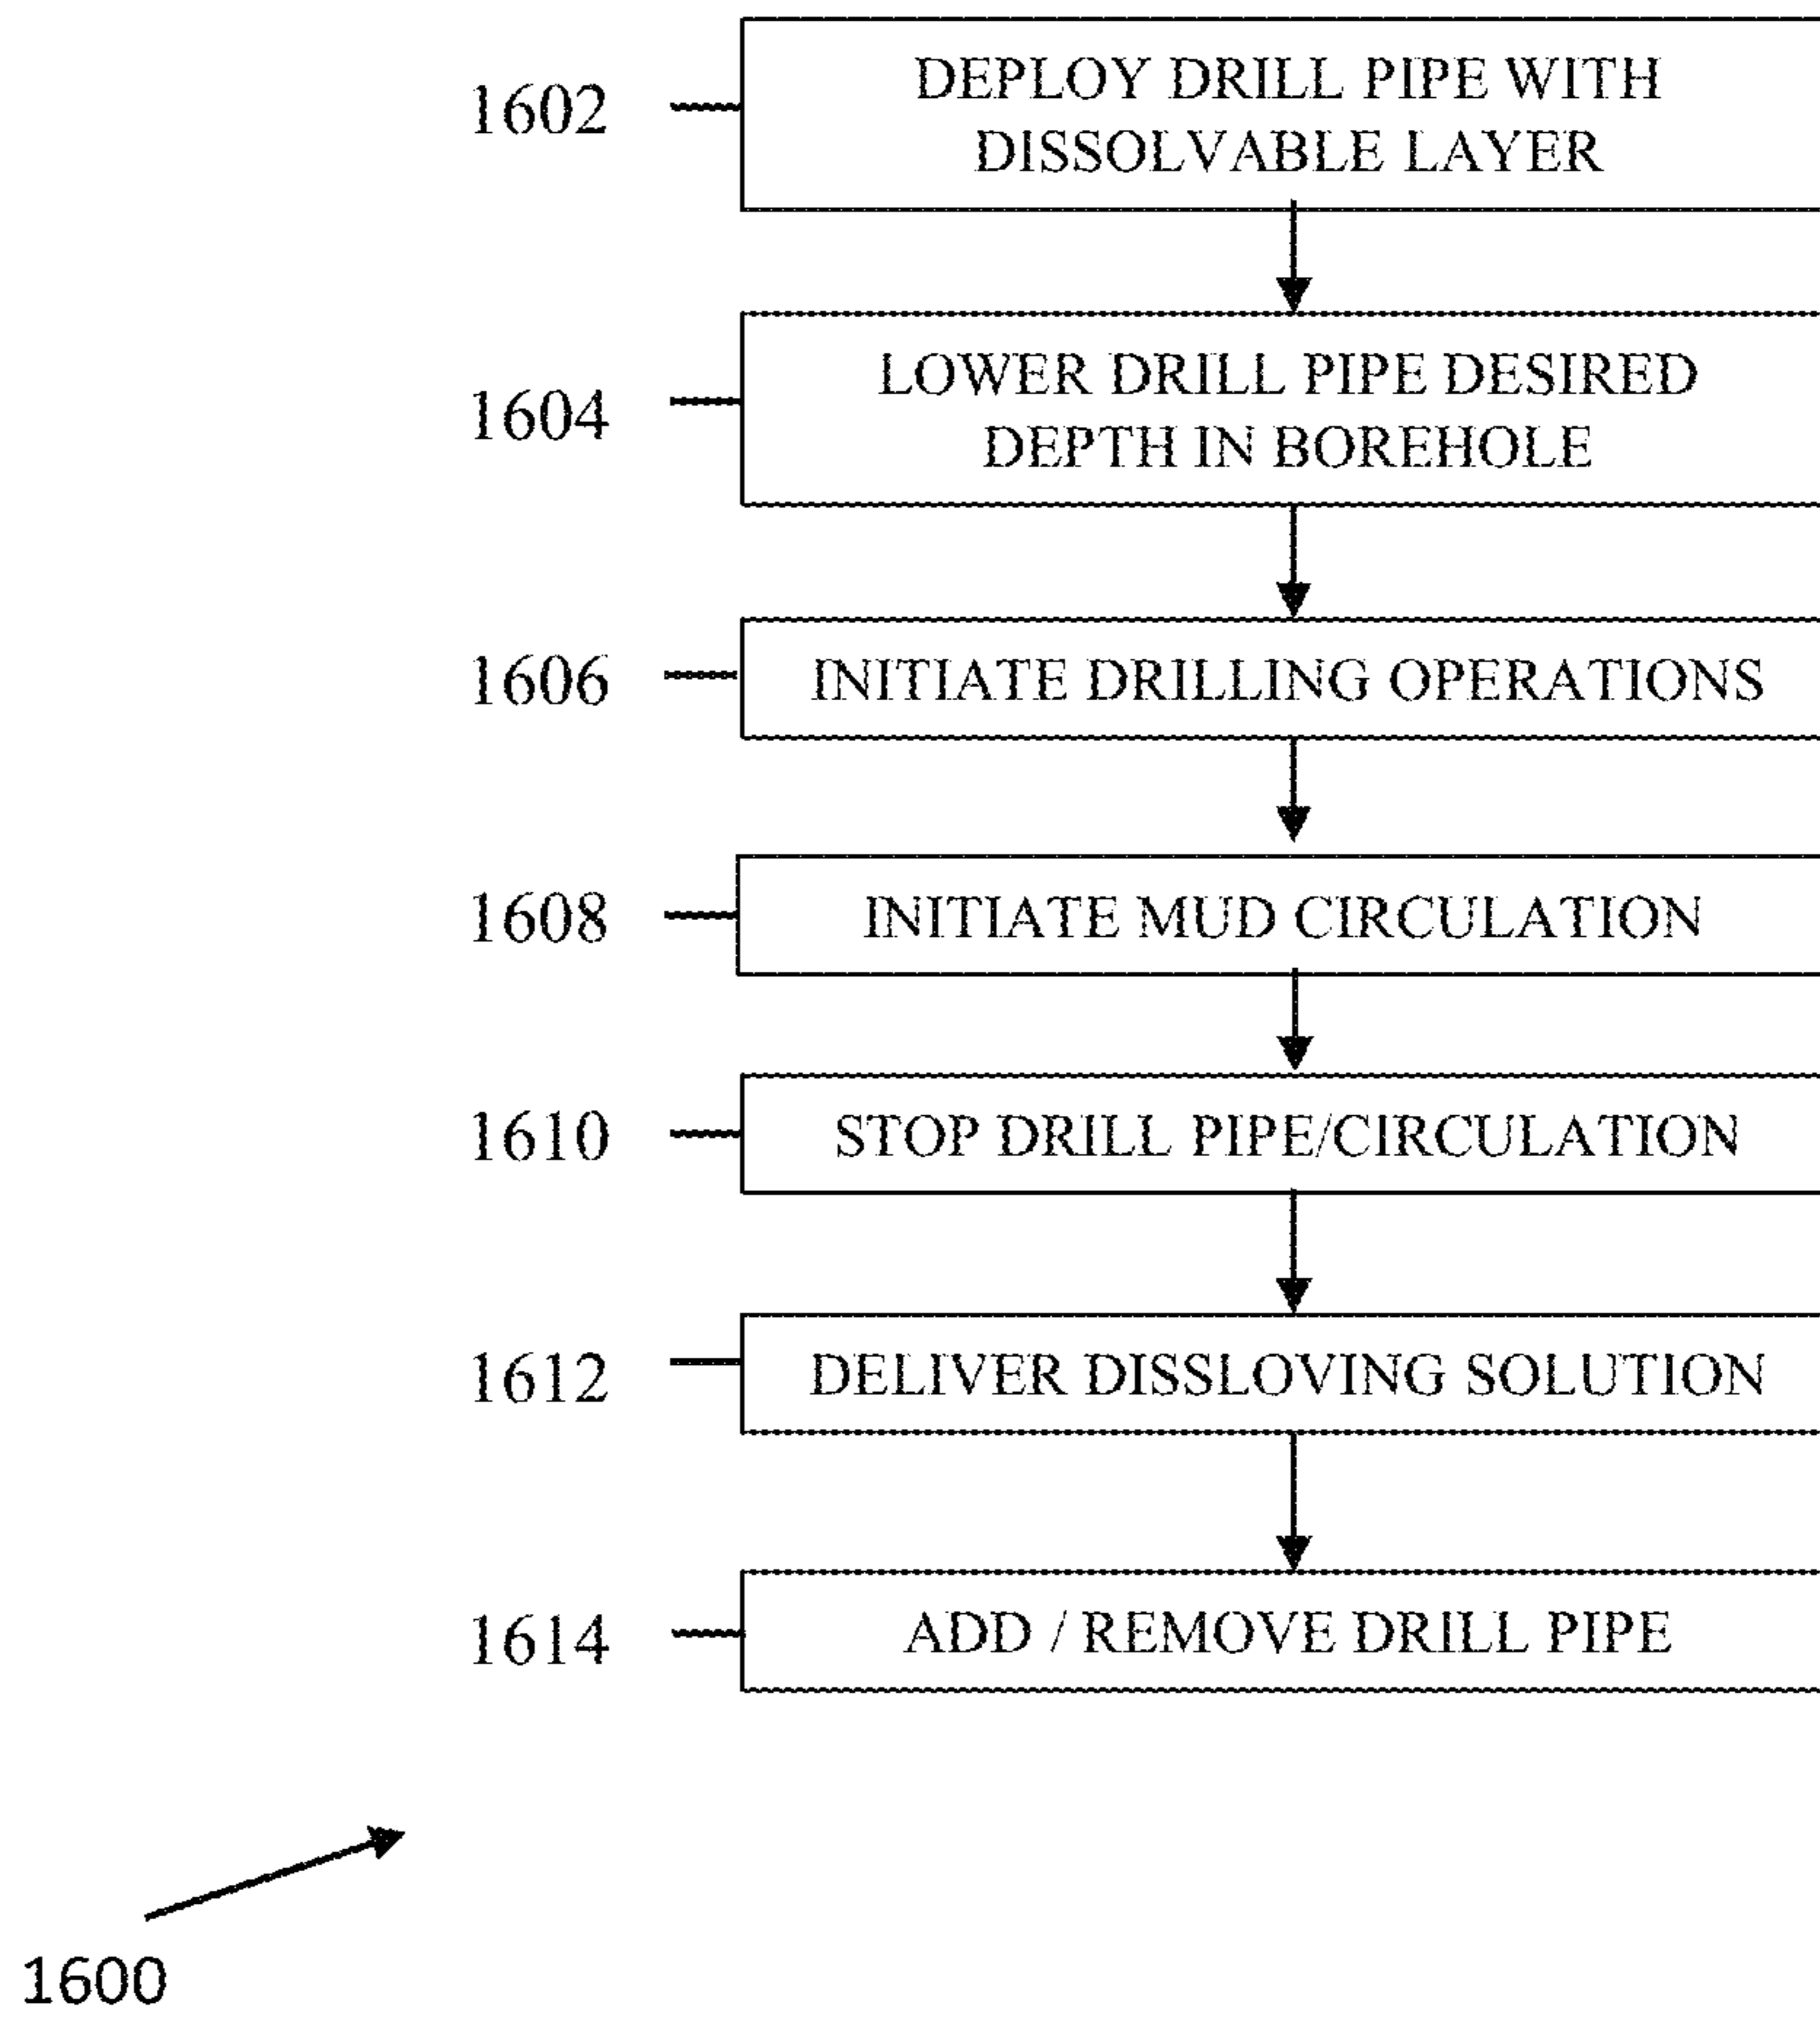 1602
DEPLOY DRILL PIPE WITH
DISSOLVABLE LAYER
1604
LOWER DRILL PIPE DESIRED
DEPTH IN BOREHOLE
1606
INITIATE DRILLING OPERATIONS
1608
INITIATE MUD CIRCULATION
1610
STOP DRILL PIPE/CIRCULATION
1612
DELIVER DISSLOVING SOLUTION
1614
ADD / REMOVE DRILL PIPE
1600